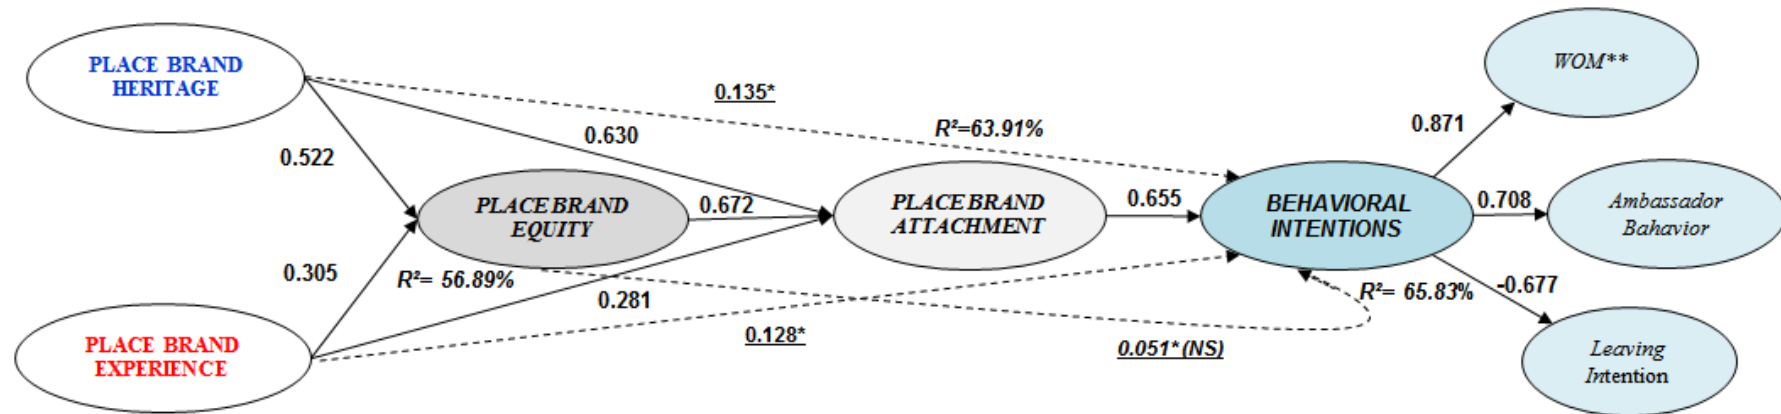 PLACE BRAND
HERITAGE
WOM**
0.135*
0.630
R²=63.91%
0.871
0.522
PLACE BRAND
EQUITY
0.672
PLACE BRAND
ATTACHMENT
0.655
BEHAVIORAL
INTENTIONS
0.708
Ambassador
Bahavior
0.305
R²= 56.89%
0.281
R²= 65.83%
-0.677
PLACE BRAND
EXPERIENCE
0.128*
0.051* (NS)
Leaving
Intention